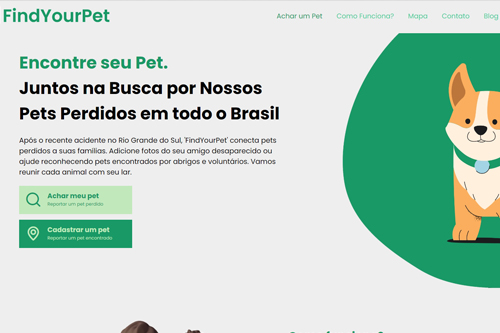 FindYourPet
Achar um Pet Como Funciona? Mapa Contato Blog
Encontre seu Pet.
Juntos na Busca por Nossos
Pets Perdidos em todo o Brasil
Após o recente acidente no Rio Grande do Sul, 'FindYourPet' conecta pets
perdidos a suas famílias. Adicione fotos do seu amigo desaparecido ou
ajude reconhecendo pets encontrados por abrigos e voluntários. Vamos
reunir cada animal com seu lar.
Achar meu pet
Reportar um pet perdido
Cadastrar um pet
Reportar um pet encontrado